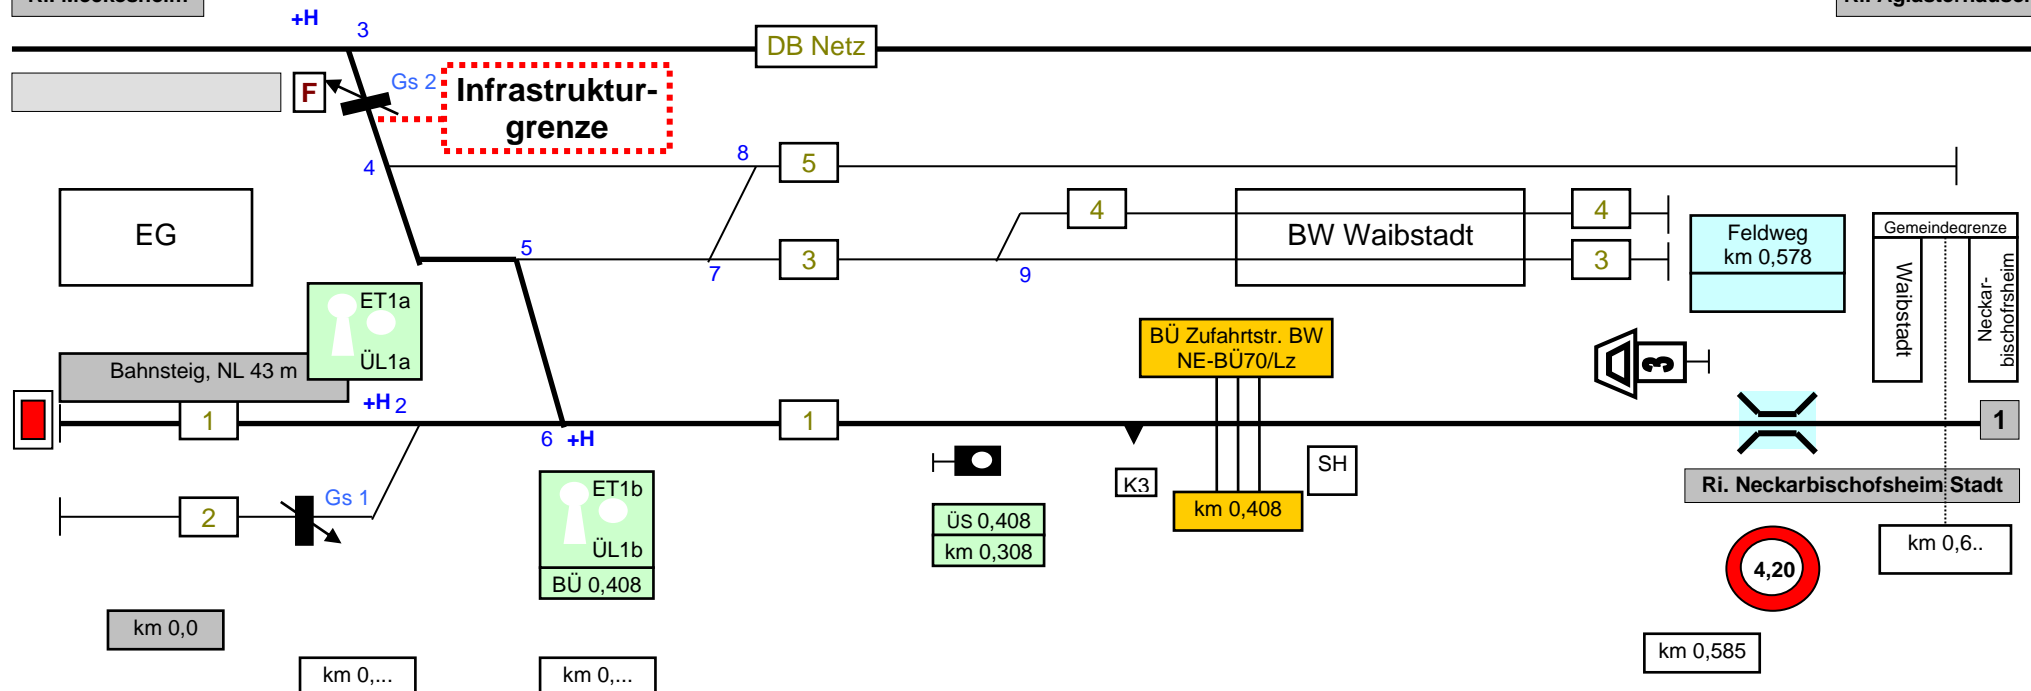 +H
3
DB Netz
F
Gs 2
Infrastruktur-
grenze
4
8
5
EG
5
7
3
9
4
BW Waibstadt
4
3
Feldweg
km 0,578
Gemeindegrenze
Waibstadt
Neckar-
bischofsheim
ET1a
ÜL1a
Bahnsteig, NL 43 m
BÜ Zufahrtstr. BW
NE-BÜ70/Lz
3
+H 2
1
6 +H
1
1
K3
SH
Ri. Neckarbischofsheim Stadt
2
Gs 1
ET1b
ÜL1b
BÜ 0,408
ÜS 0,408
km 0,308
km 0,408
4,20
km 0,6..
km 0,0
km 0,...
km 0,...
km 0,585